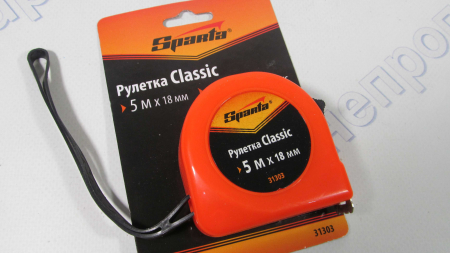 Sparta
Рулетка Classic
5 М х 18 мм
Sparta
Рулетка Classic
5 М х 18 мм
31303
31303